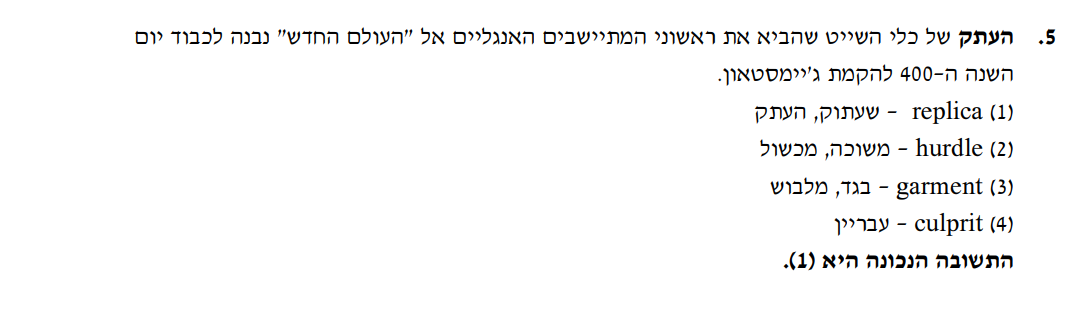 5. העתק של כלי השייט שהביא את ראשוני המתיישבים האנגליים אל "העולם החדש" נבנה לכבוד יום
השנה ה-400 להקמת ג'יימסטאון.
(1) replica - שעתוק, העתק
(2) hurdle - משוכה, מכשול
(3) garment - בגד, מלבוש
(4) culprit - עבריין
התשובה הנכונה היא (1).